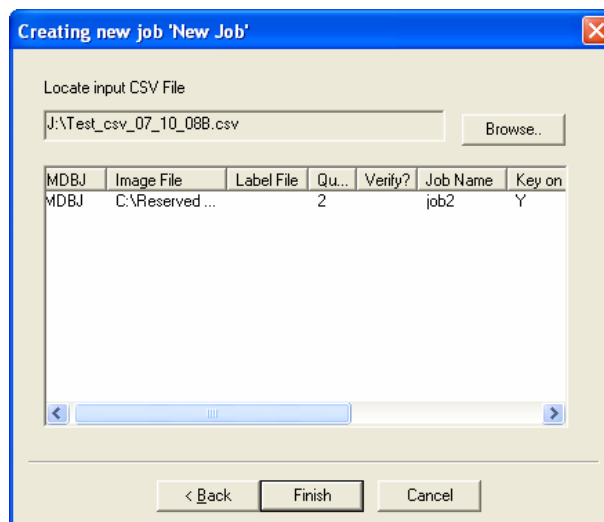 Creating new job 'New Job'
Locate input CSV File
J:\Test_csv_07_10_08B.csv
Browse..
MDBJ Image File Label File Qu... Verify? Job Name Key on
MDBJ C:\Reserved ... 2 job2 Y
< Back Finish Cancel